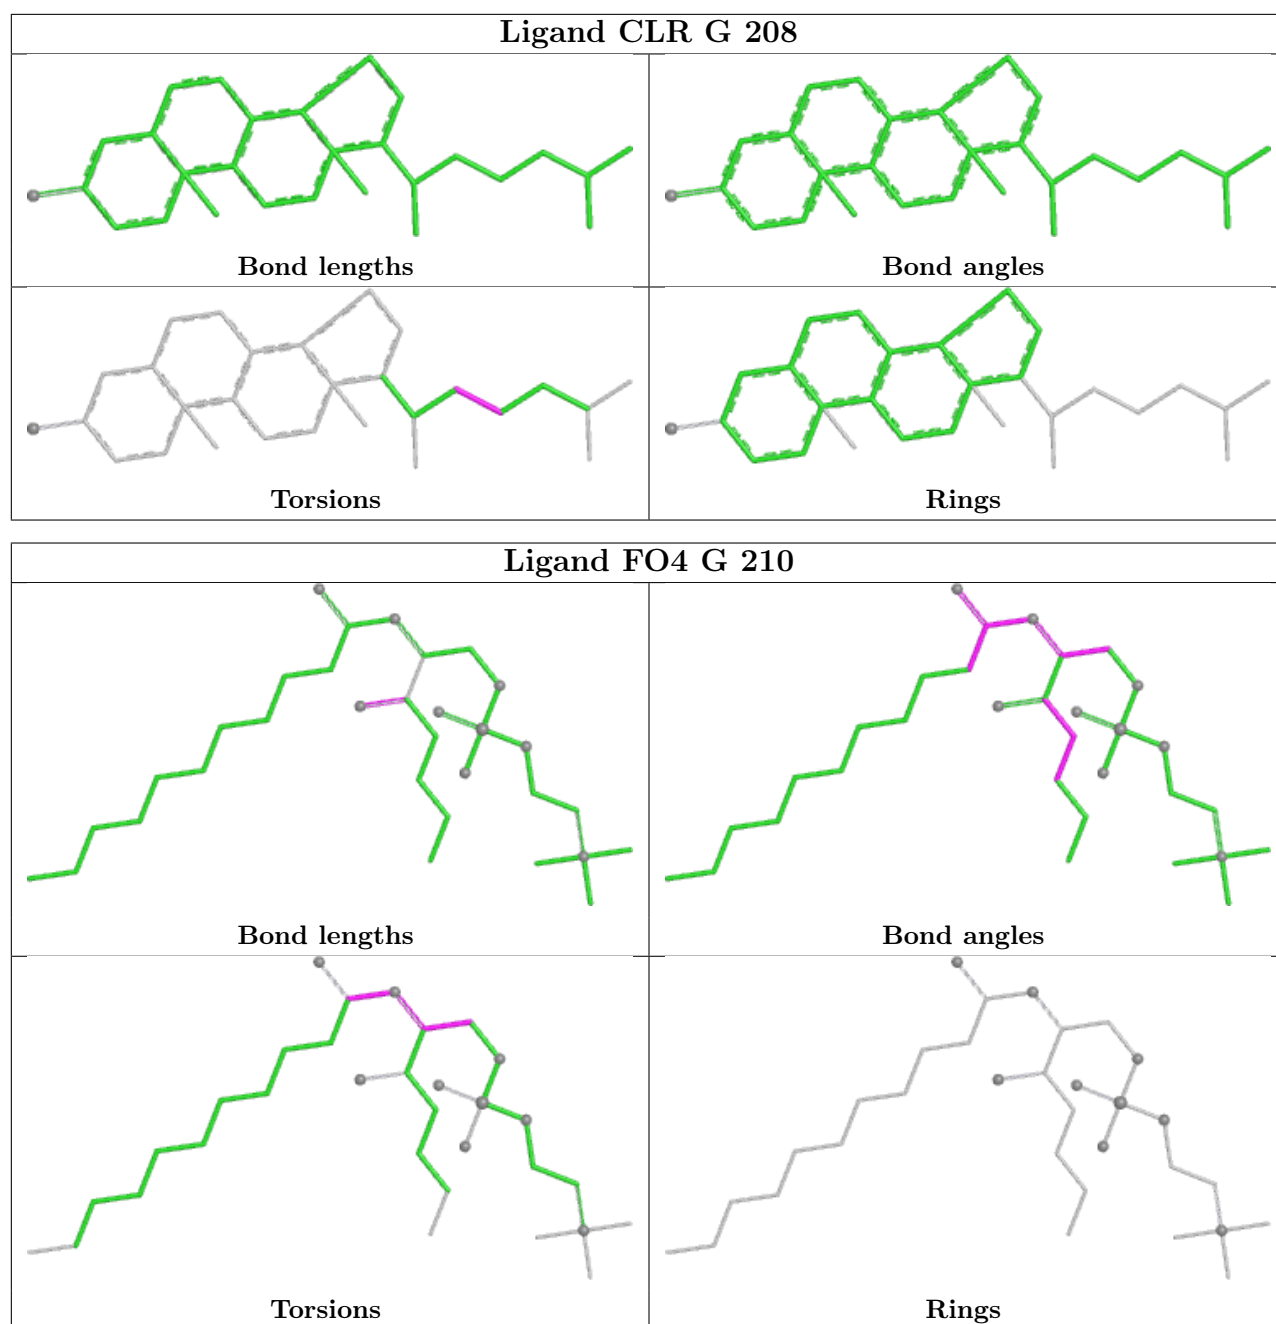 Ligand CLR G 208
Bond lengths
Bond angles
Torsions
Rings
Ligand FO4 G 210
Bond lengths
Bond angles
Torsions
Rings